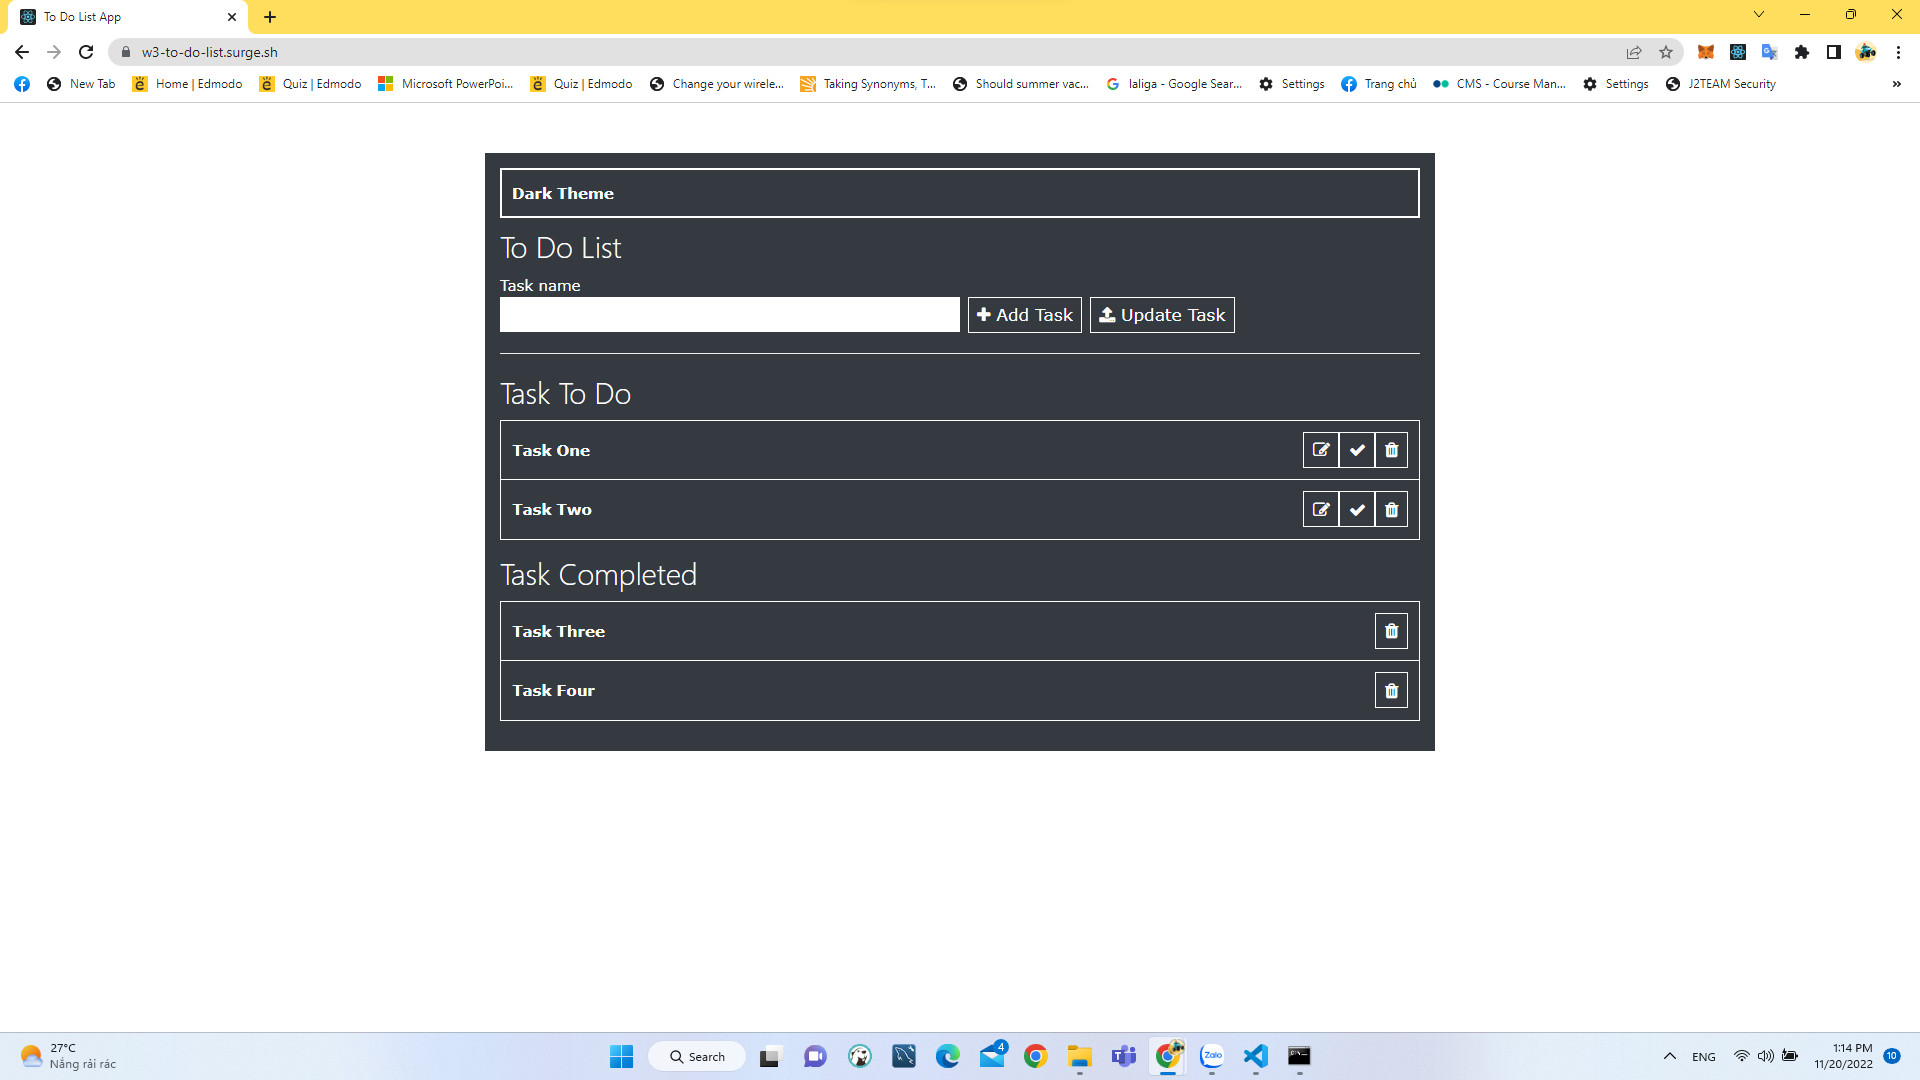 To Do List App
w3-to-do-list.surge.sh
New Tab
Home | Edmodo
Quiz | Edmodo
Microsoft PowerPoi...
Quiz | Edmodo
Change your wirele...
Taking Synonyms, T...
Should summer vac...
laliga - Google Sear...
Settings
Trang chủ
CMS - Course Man...
Settings
J2TEAM Security
»
Dark Theme
To Do List
Task name
Add Task
Update Task
Task To Do
Task One
Task Two
Task Completed
Task Three
Task Four
27°C
Nắng rải rác
Search
4
Zalo
ENG
1:14 PM
11/20/2022
10